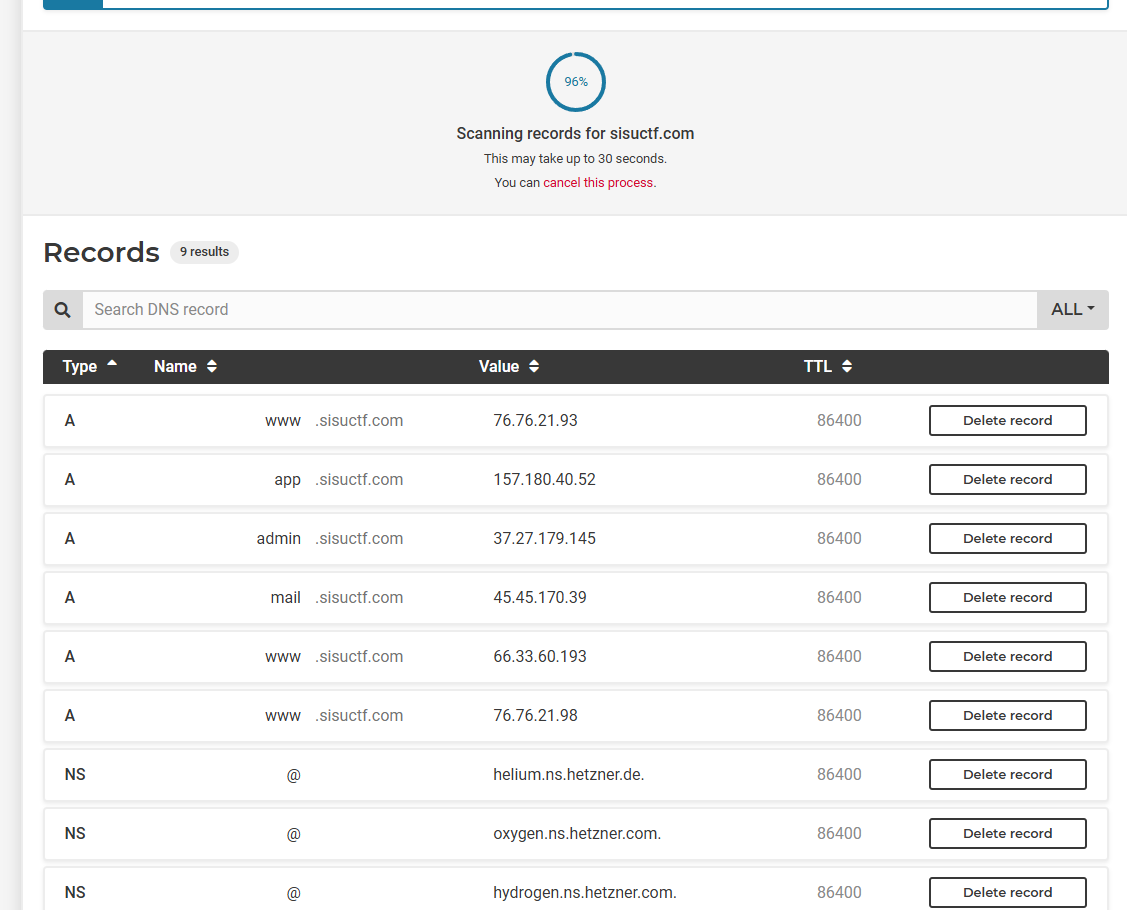 96%
Scanning records for sisuctf.com
This may take up to 30 seconds.
You can cancel this process.
Records 9 results
Search DNS record ALL
Type Name Value TTL
A www .sisuctf.com 76.76.21.93 86400 Delete record
A app .sisuctf.com 157.180.40.52 86400 Delete record
A admin .sisuctf.com 37.27.179.145 86400 Delete record
A mail .sisuctf.com 45.45.170.39 86400 Delete record
A www .sisuctf.com 66.33.60.193 86400 Delete record
A www .sisuctf.com 76.76.21.98 86400 Delete record
NS @ helium.ns.hetzner.de. 86400 Delete record
NS @ oxygen.ns.hetzner.com. 86400 Delete record
NS @ hydrogen.ns.hetzner.com. 86400 Delete record